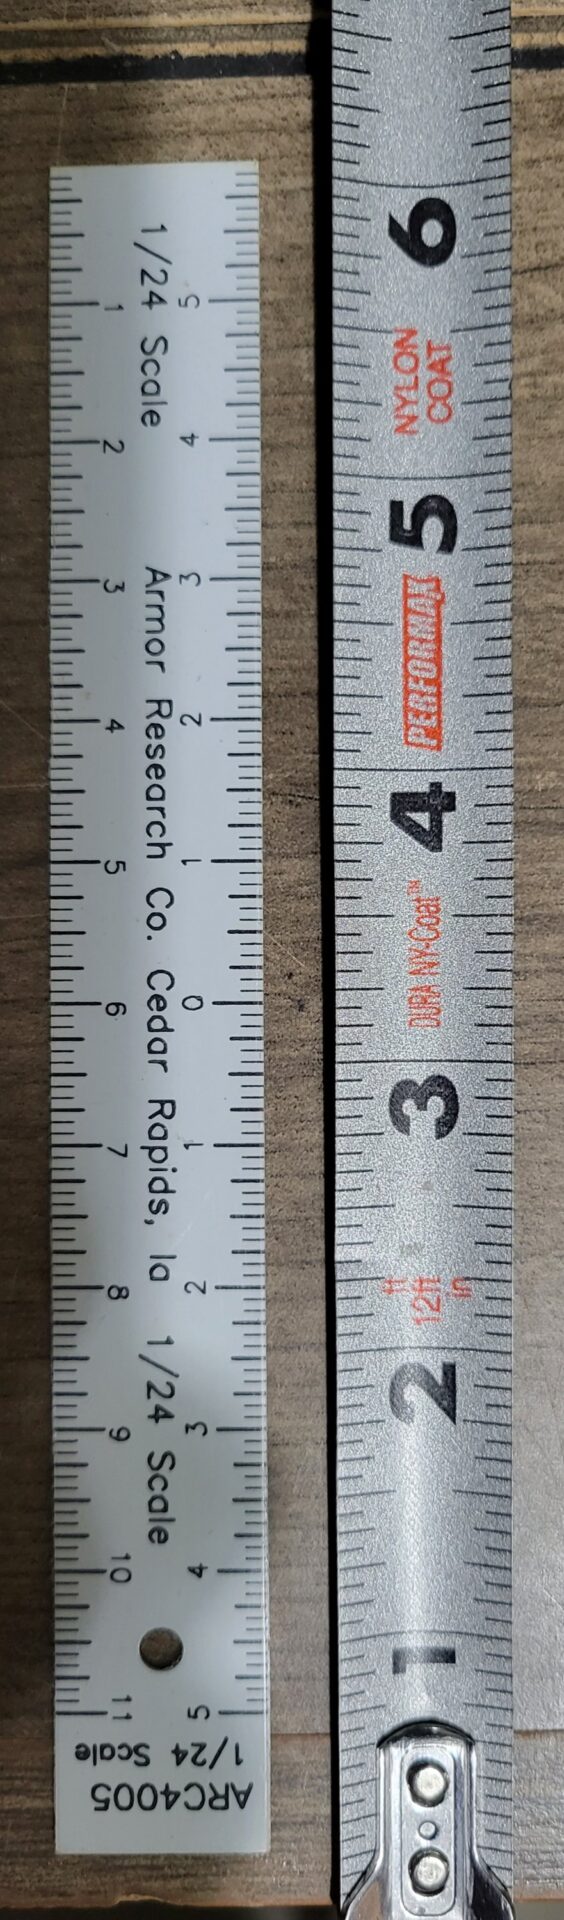 1/24 Scale Armor Research Co. Cedar Rapids, Ia 1/24 Scale
5 4 3 2 1 0 1 2 3 4 5
1 2 3 4 5 6 7 8 9 10 11
1/24 Scale
ARC4005
1 2 3 4 5 6
ft
12ft
in
DURA NY-Coat™
PERFORMAX
NYLON
COAT